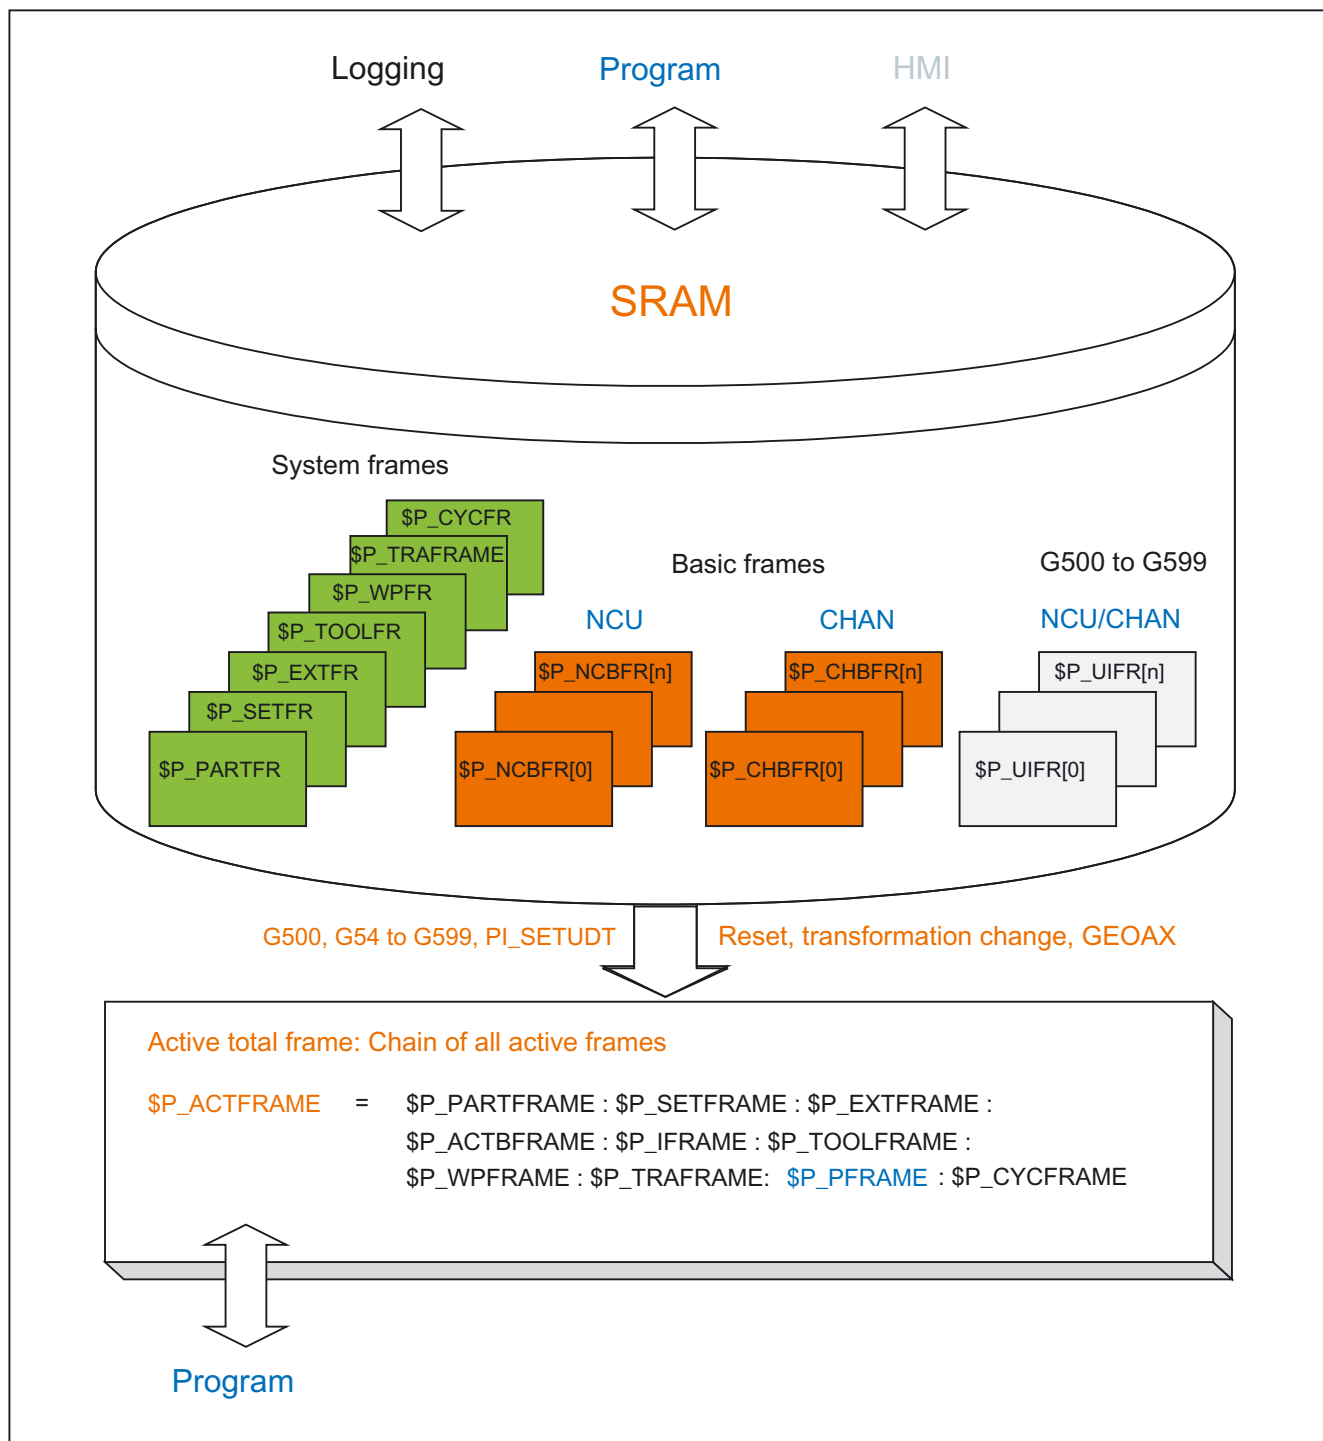 Logging Program HMI
SRAM
System frames
$P_CYCFR
$P_TRAFRAME
$P_WPFR
$P_TOOLFR
$P_EXTFR
$P_SETFR
$P_PARTFR
Basic frames
NCU CHAN
$P_NCBFR[n] $P_CHBFR[n]
$P_NCBFR[0] $P_CHBFR[0]
G500 to G599
NCU/CHAN
$P_UIFR[n]
$P_UIFR[0]
G500, G54 to G599, PI_SETUDT Reset, transformation change, GEOAX
Active total frame: Chain of all active frames
$P_ACTFRAME = $P_PARTFRAME : $P_SETFRAME : $P_EXTFRAME :
$P_ACTBFRAME : $P_IFRAME : $P_TOOLFRAME :
$P_WPFRAME : $P_TRAFRAME: $P_PFRAME : $P_CYCFRAME
Program